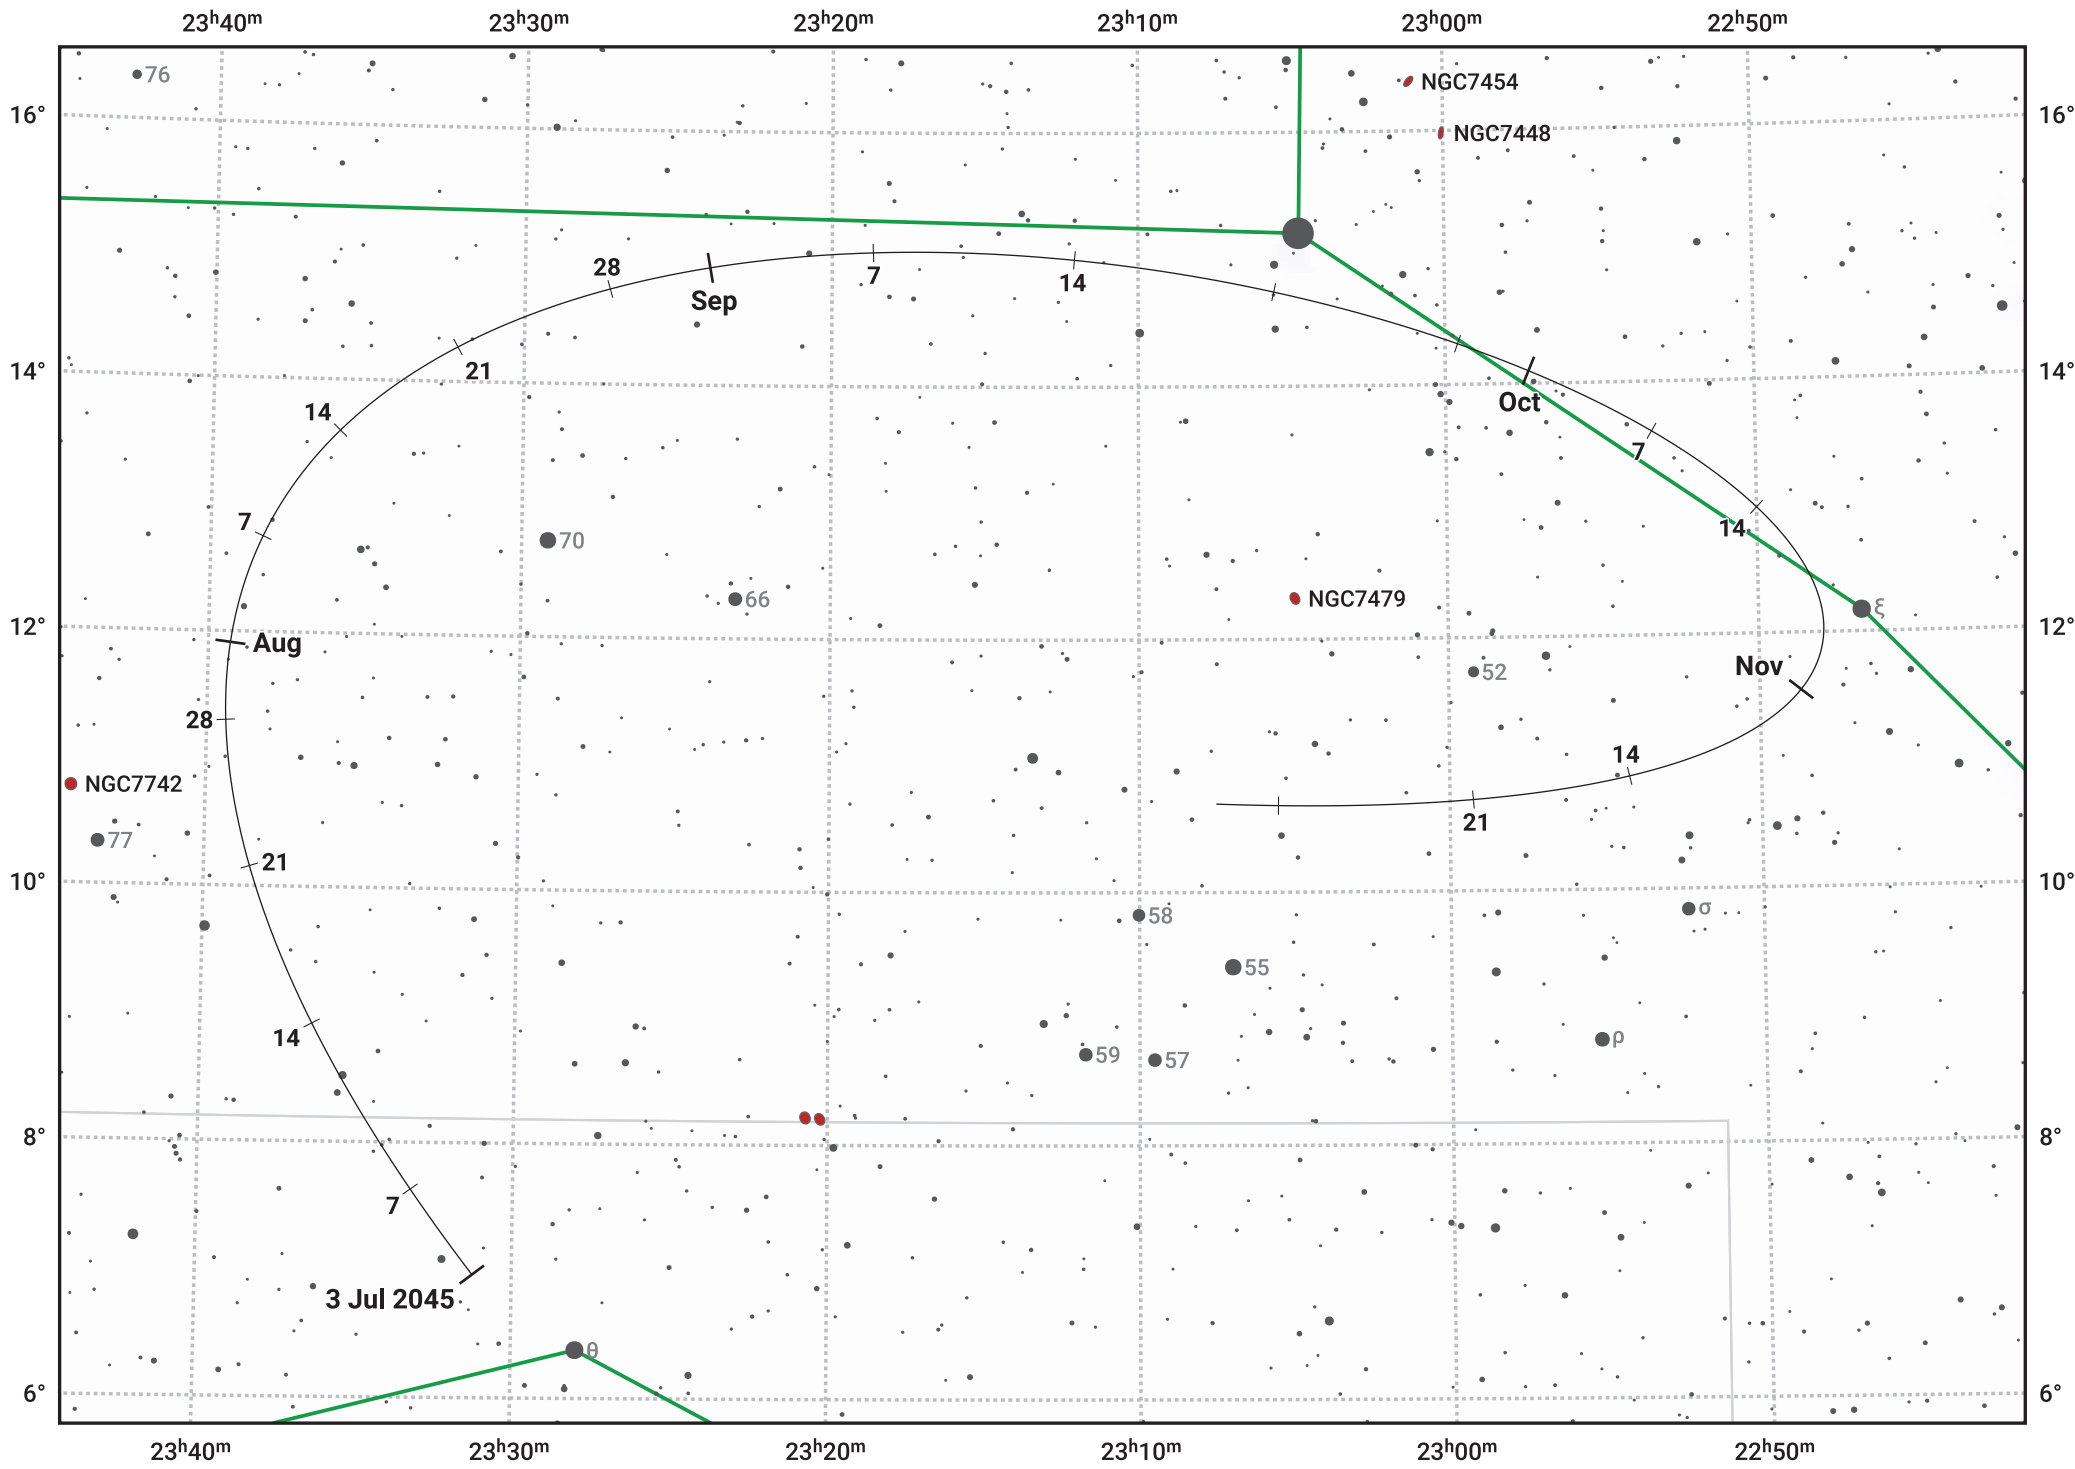 23ʰ40ᵐ 23ʰ30ᵐ 23ʰ20ᵐ 23ʰ10ᵐ 23ʰ00ᵐ 22ʰ50ᵐ
76
NGC7454
16° 16°
NGC7448
28
7
14
Sep
14° 14°
21
Oct
14
7
7
14
70
66
NGC7479
ξ
12° 12°
Aug
Nov
52
28
14
NGC7742
21
77
21
10° 10°
σ
58
55
14
ρ
59
57
8° 8°
7
3 Jul 2045
θ
6° 6°
23ʰ40ᵐ 23ʰ30ᵐ 23ʰ20ᵐ 23ʰ10ᵐ 23ʰ00ᵐ 22ʰ50ᵐ